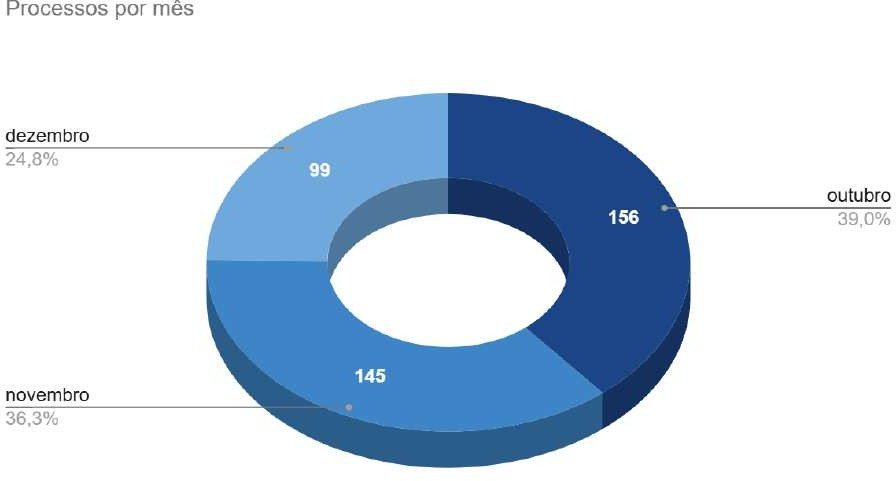 Processos por mês
dezembro
24,8%
99
156
outubro
39,0%
145
novembro
36,3%